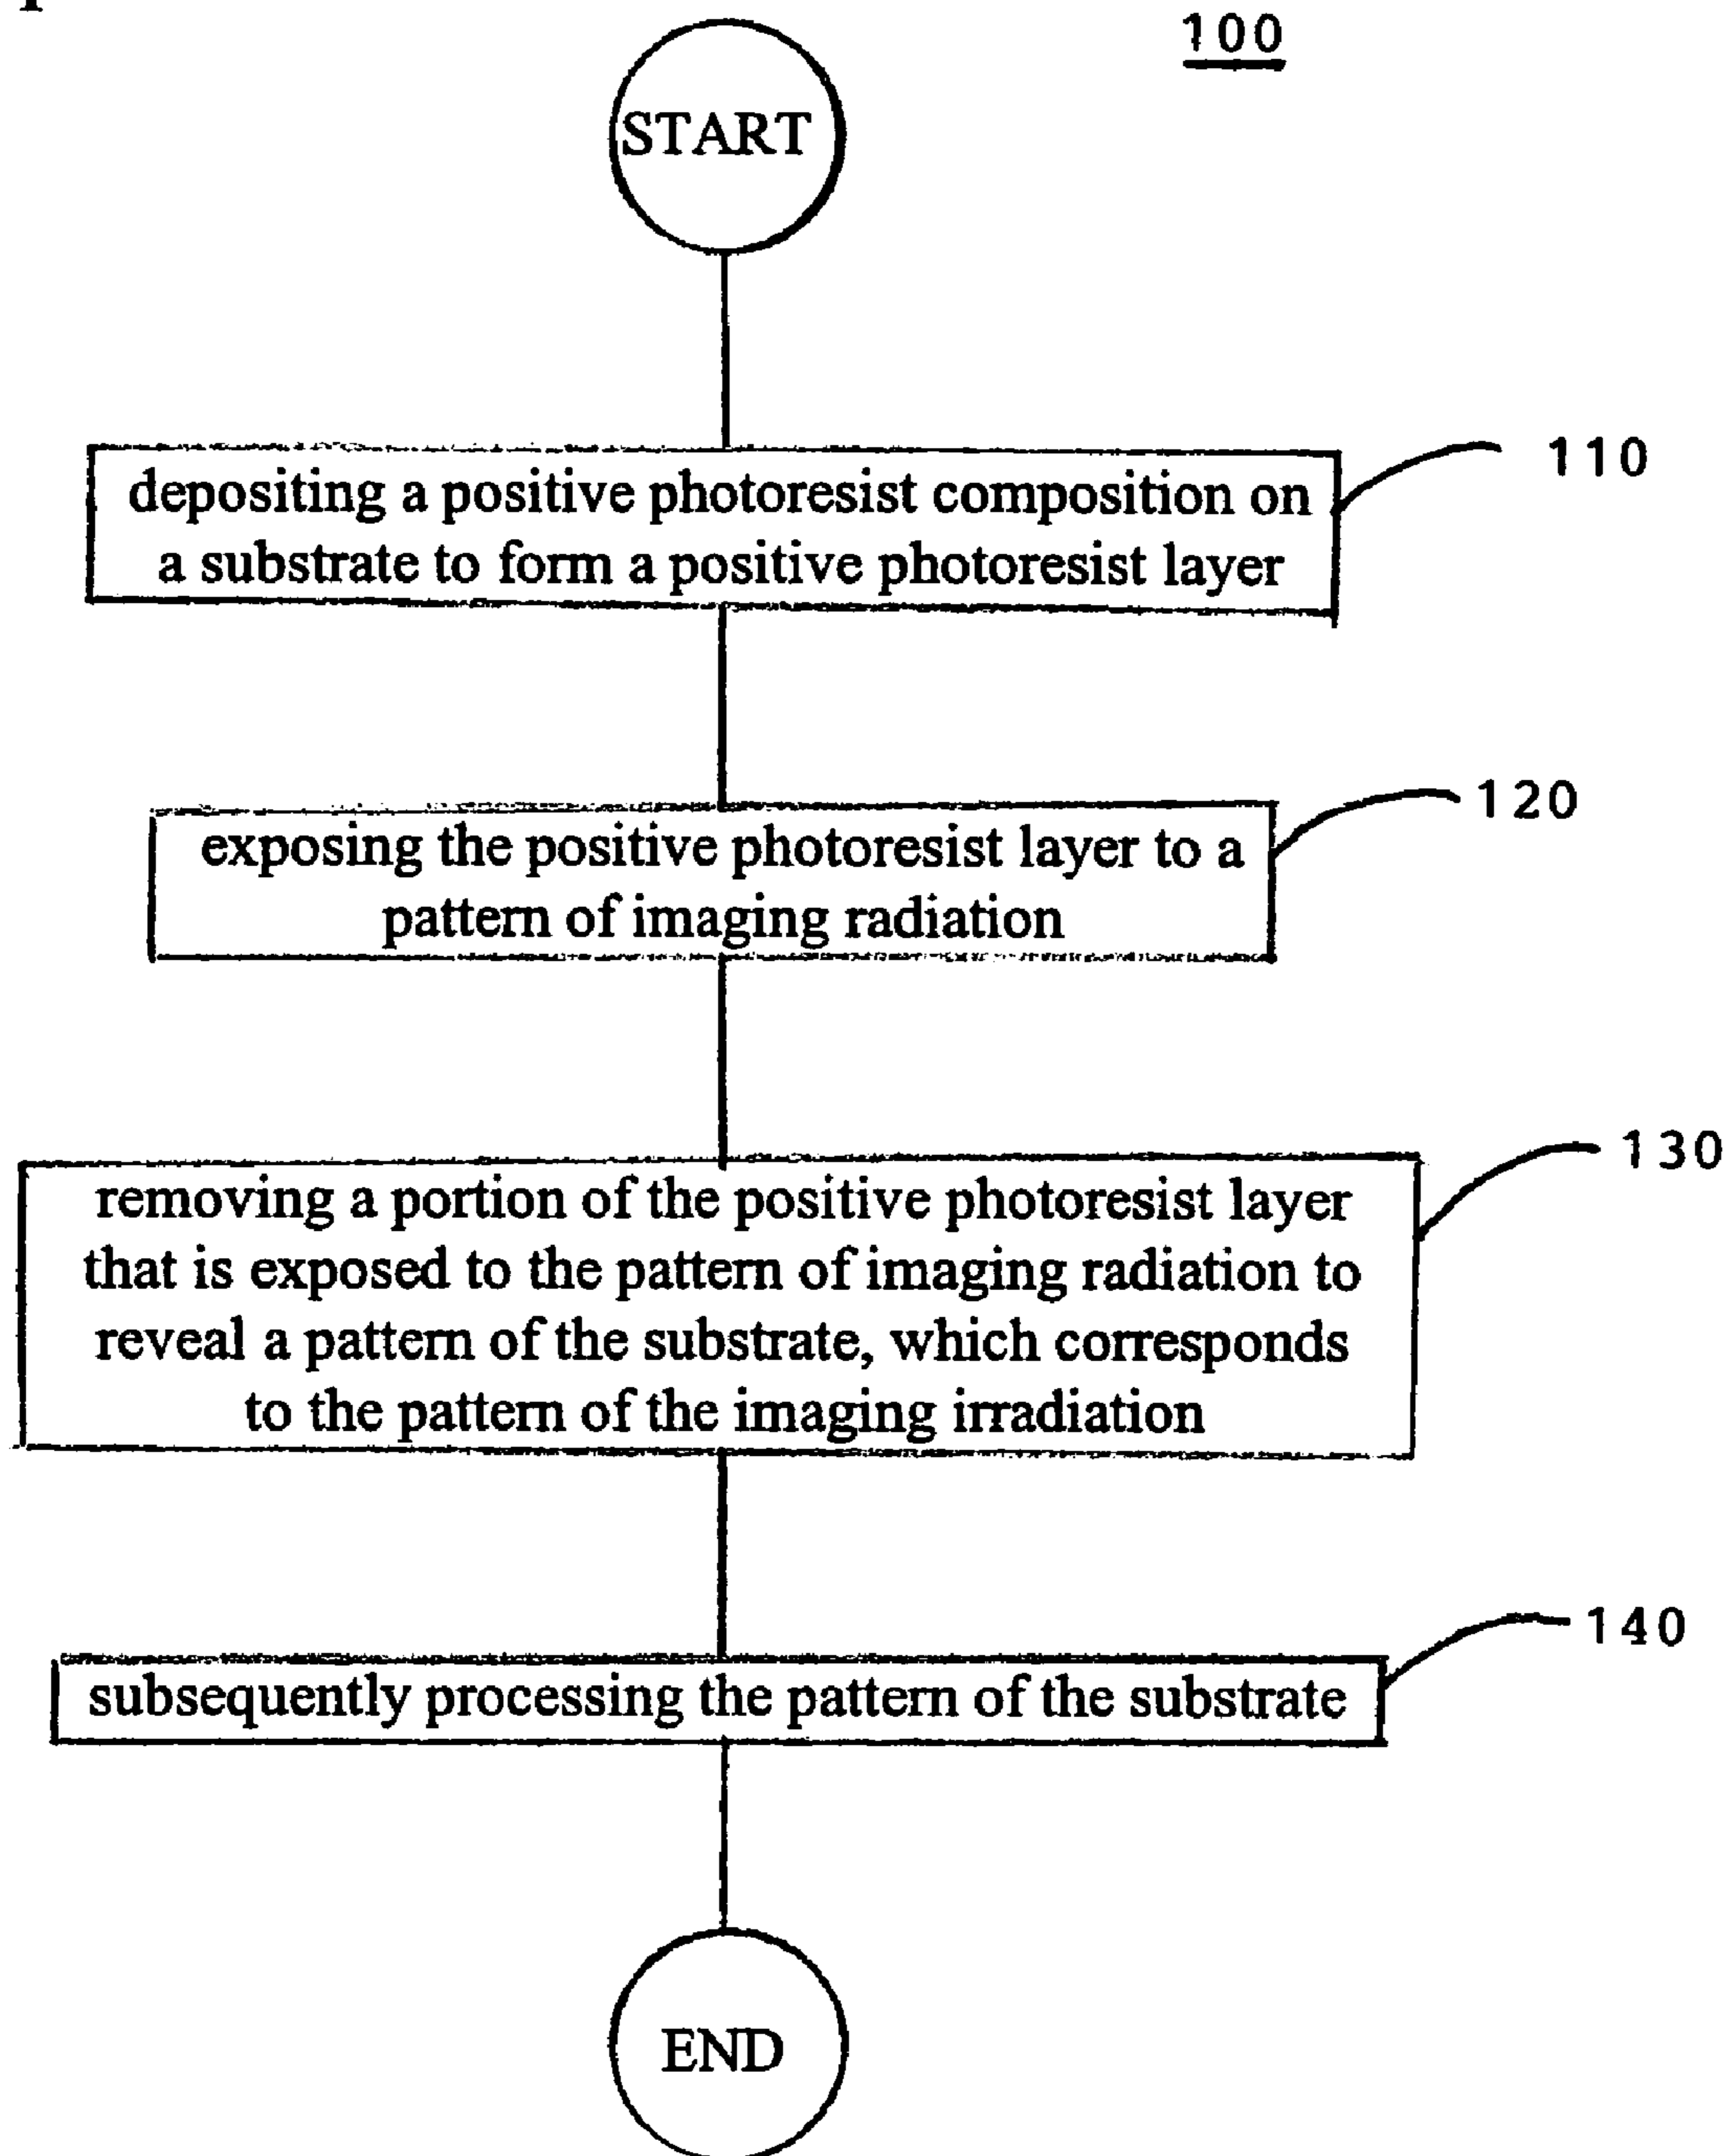 100
START
depositing a positive photoresist composition on
a substrate to form a positive photoresist layer
110
exposing the positive photoresist layer to a
pattern of imaging radiation
120
removing a portion of the positive photoresist layer
that is exposed to the pattern of imaging radiation to
reveal a pattern of the substrate, which corresponds
to the pattern of the imaging irradiation
130
subsequently processing the pattern of the substrate
140
END